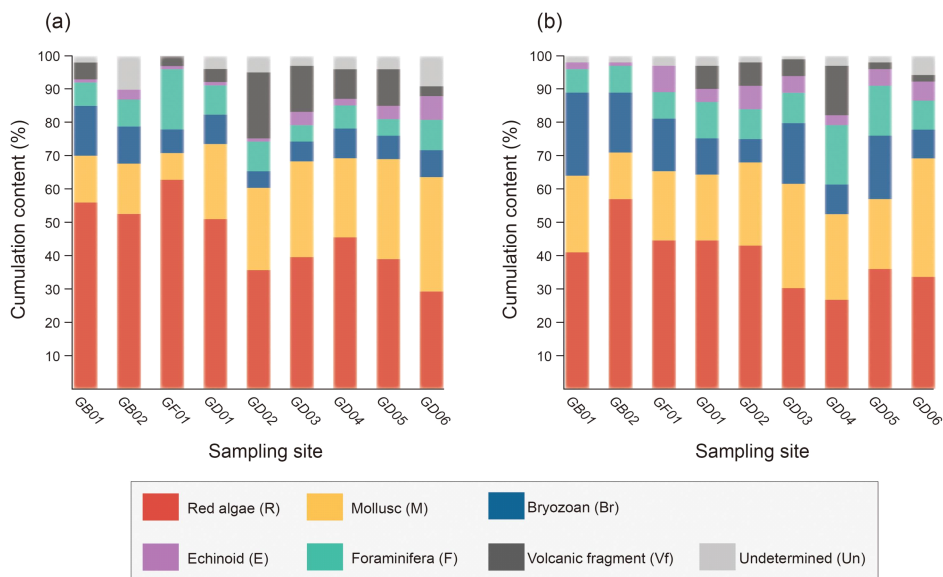 (a)
Cumulation content (%)
100
90
80
70
60
50
40
30
20
10
GB01 GB02 GF01 GD01 GD02 GD03 GD04 GD05 GD06
Sampling site
(b)
Cumulation content (%)
100
90
80
70
60
50
40
30
20
10
GB01 GB02 GF01 GD01 GD02 GD03 GD04 GD05 GD06
Sampling site
Red algae (R) Mollusc (M) Bryozoan (Br)
Echinoid (E) Foraminifera (F) Volcanic fragment (Vf) Undetermined (Un)